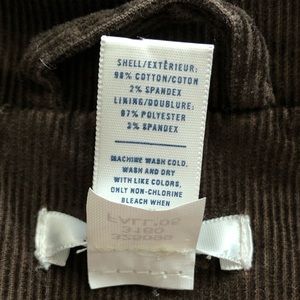 SHELL/EXTÉRIEUR:
98% COTTON/COTON
2% SPANDEX
LINING/DOUBLURE:
97% POLYESTER
3% SPANDEX
MACHINE WASH COLD,
WASH AND DRY
WITH LIKE COLORS,
ONLY NON-CHLORINE
BLEACH WHEN